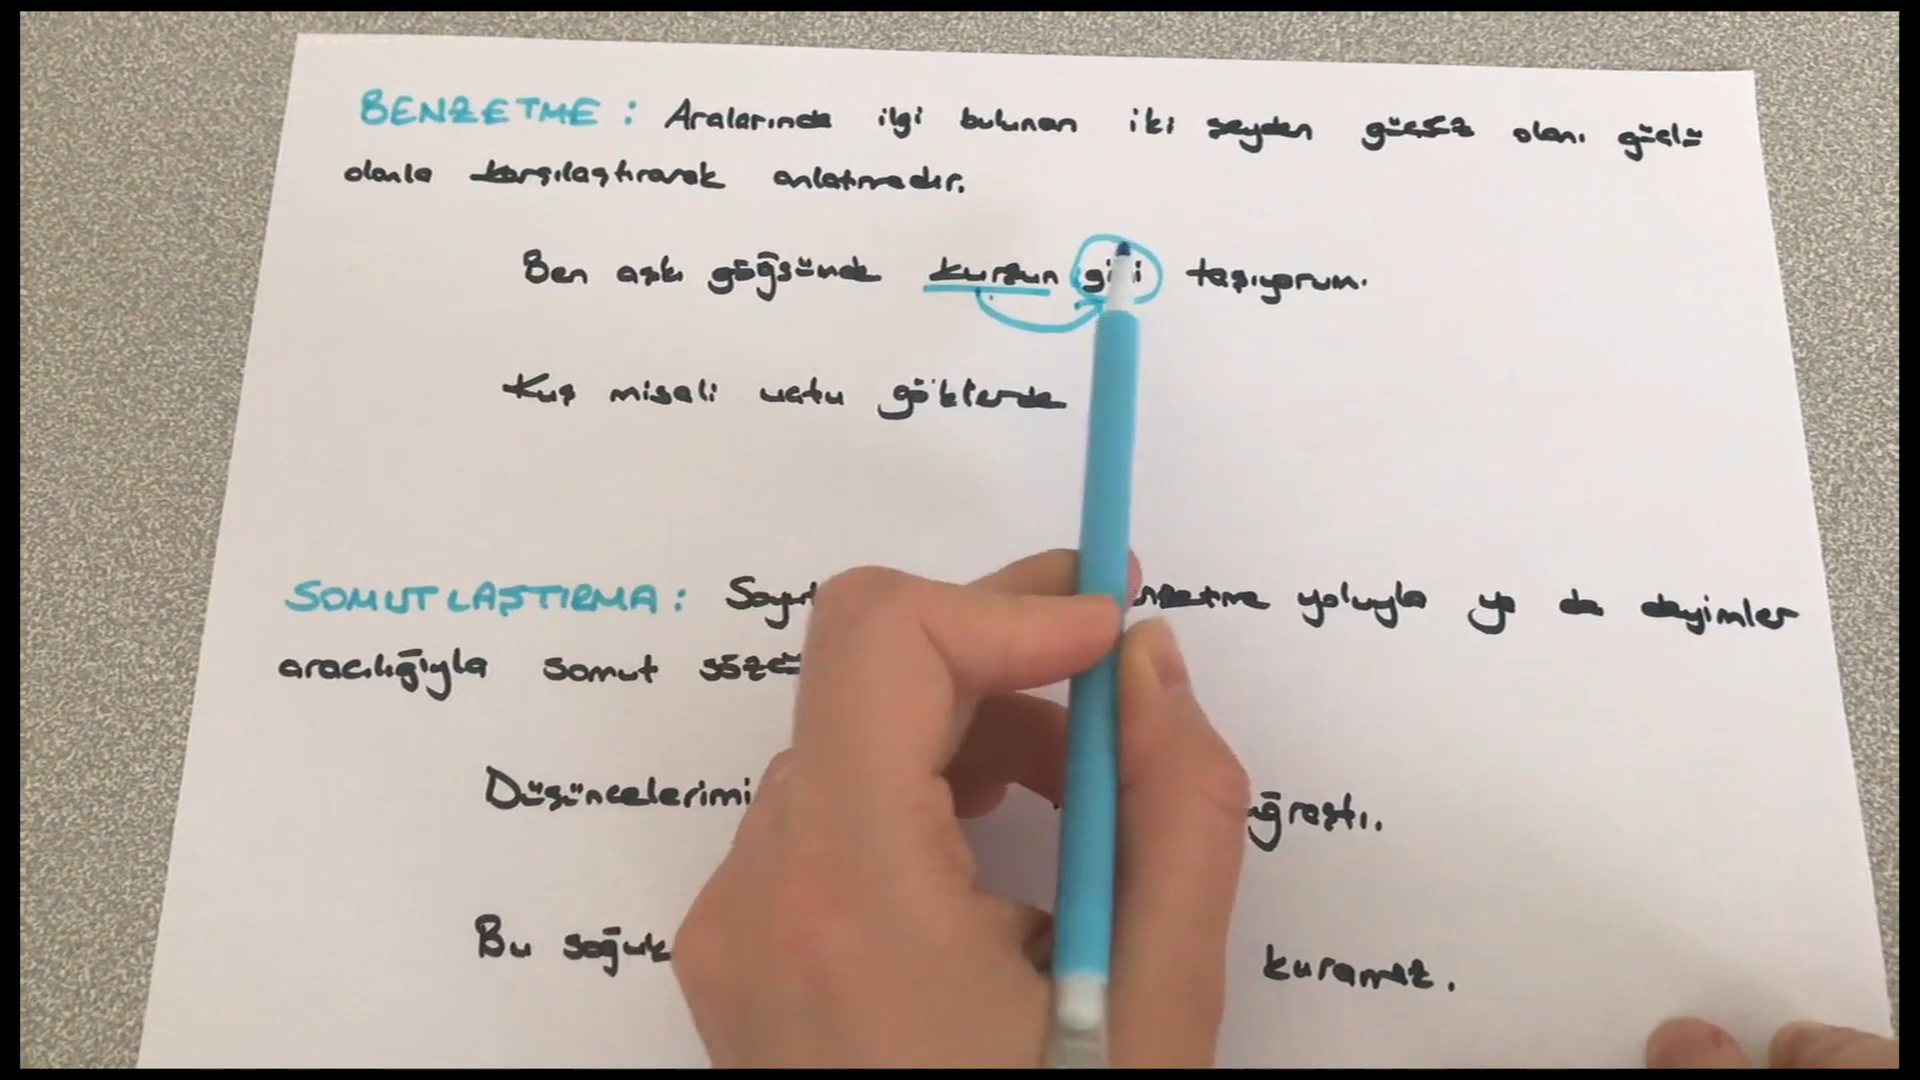 BENZETME : Aralarında ilgi bulunan iki şeyden güçsüz olanı güçlü
olanla karşılaştırarak anlatmadır.
Ben aşkı göğsünde kurşun gibi taşıyorum.
Kuş misali uçtu göklerde
SOMUTLAŞTIRMA : yoluyla ya da deyimler
aracılığıyla somut
Düşüncelerimi
Bu soğuk kuramaz.